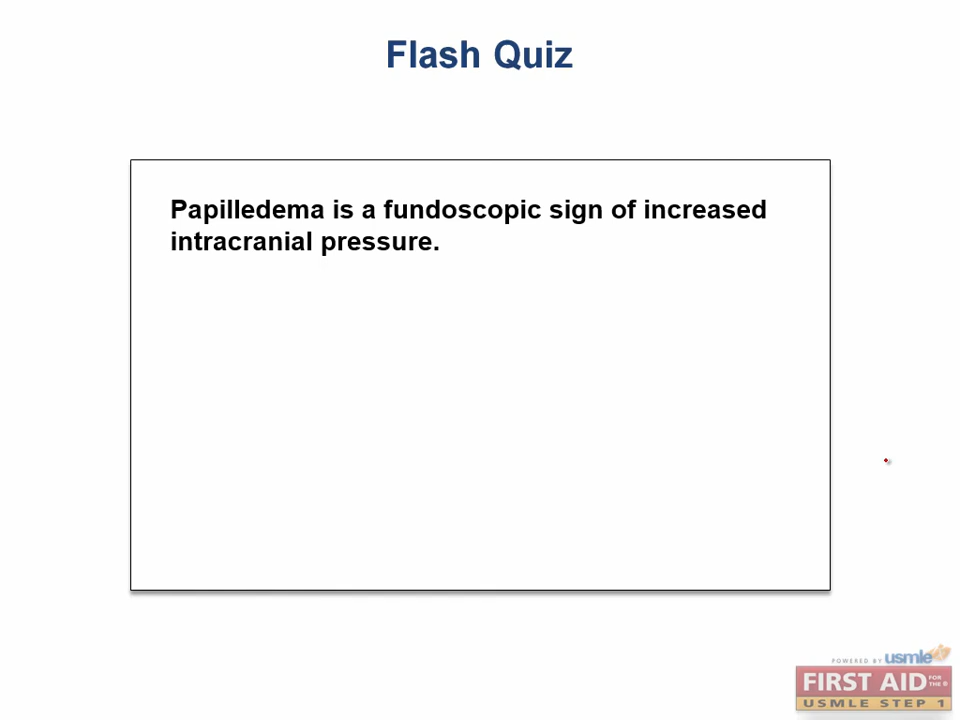 Flash Quiz
Papilledema is a fundoscopic sign of increased
intracranial pressure.
POWERED BY usmle
FIRST AID FOR THE ®
USMLE STEP 1